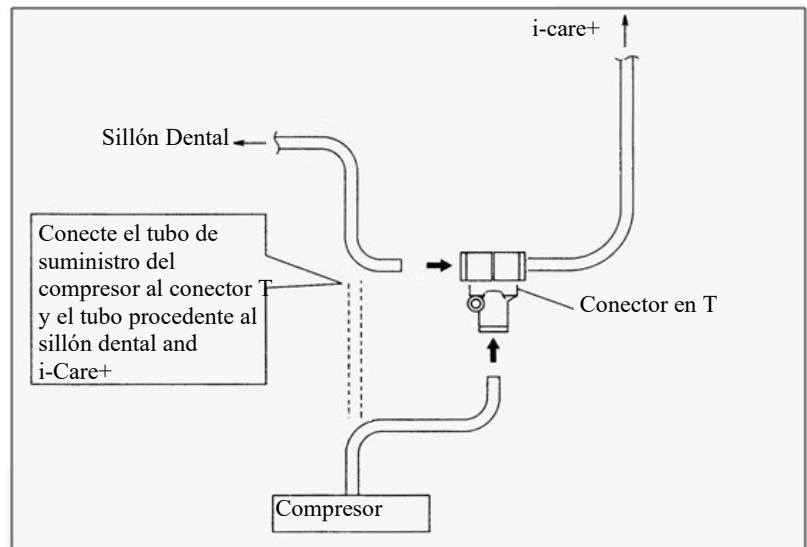 i-care+
Sillón Dental
Conecte el tubo de
suministro del
compresor al conector T
y el tubo procedente al
sillón dental and
i-Care+
Conector en T
Compresor